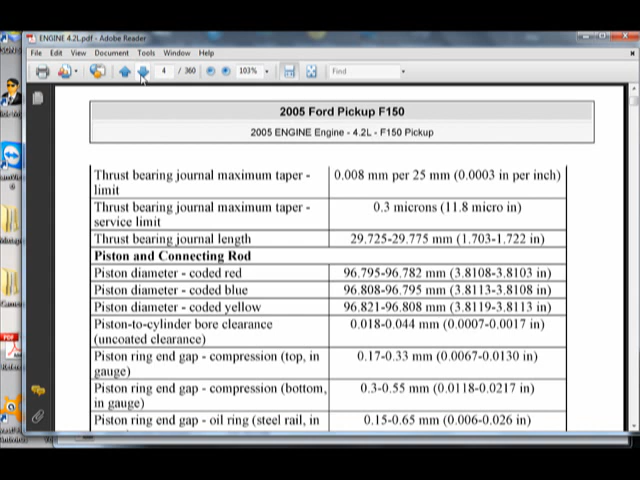 ENGINE 4.2L.pdf - Adobe Reader
File Edit View Document Tools Window Help
4 / 360 103% Find
2005 Ford Pickup F150
2005 ENGINE Engine - 4.2L - F150 Pickup
Thrust bearing journal maximum taper - limit 0.008 mm per 25 mm (0.0003 in per inch)
Thrust bearing journal maximum taper - service limit 0.3 microns (11.8 micro in)
Thrust bearing journal length 29.725-29.775 mm (1.703-1.722 in)
Piston and Connecting Rod
Piston diameter - coded red 96.795-96.782 mm (3.8108-3.8103 in)
Piston diameter - coded blue 96.808-96.795 mm (3.8113-3.8108 in)
Piston diameter - coded yellow 96.821-96.808 mm (3.8119-3.8113 in)
Piston-to-cylinder bore clearance (uncoated clearance) 0.018-0.044 mm (0.0007-0.0017 in)
Piston ring end gap - compression (top, in gauge) 0.17-0.33 mm (0.0067-0.0130 in)
Piston ring end gap - compression (bottom, in gauge) 0.3-0.55 mm (0.0118-0.0217 in)
Piston ring end gap - oil ring (steel rail, in 0.15-0.65 mm (0.006-0.026 in)